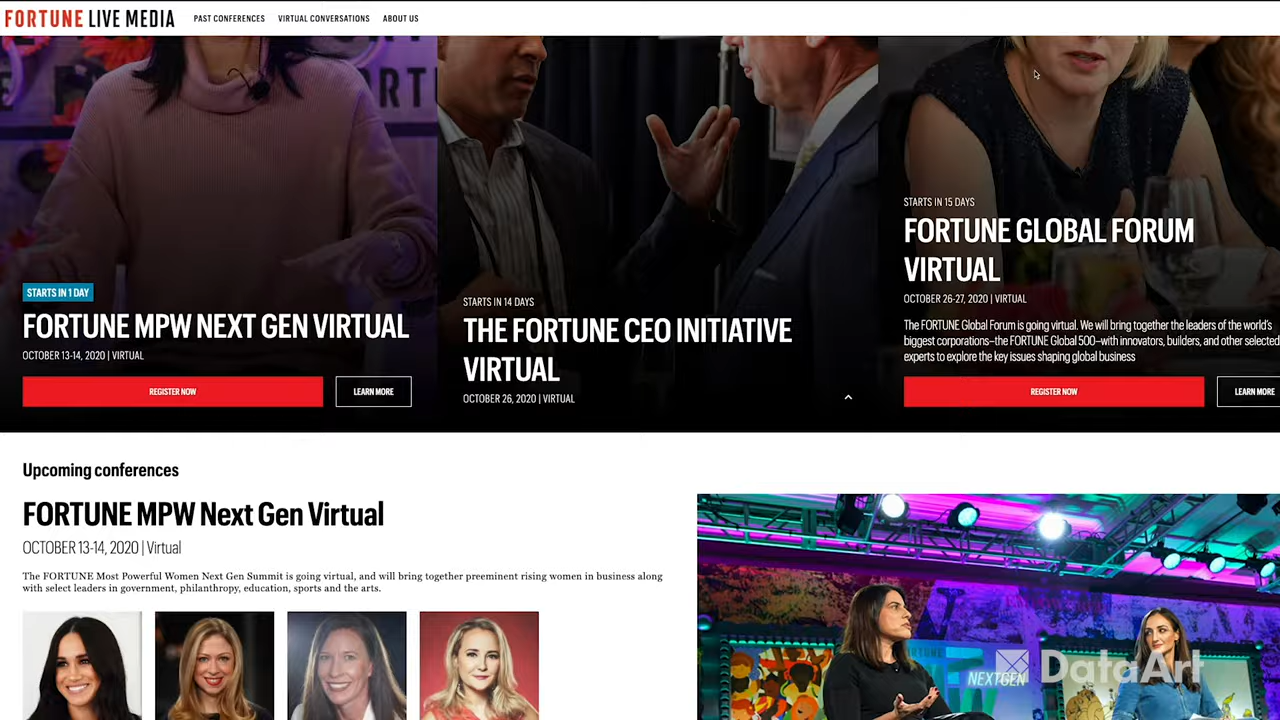 FORTUNE LIVE MEDIA
PAST CONFERENCES
VIRTUAL CONVERSATIONS
ABOUT US
STARTS IN 1 DAY
FORTUNE MPW NEXT GEN VIRTUAL
OCTOBER 13-14, 2020 | VIRTUAL
REGISTER NOW
LEARN MORE
STARTS IN 14 DAYS
THE FORTUNE CEO INITIATIVE
VIRTUAL
OCTOBER 26, 2020 | VIRTUAL
STARTS IN 15 DAYS
FORTUNE GLOBAL FORUM
VIRTUAL
OCTOBER 26-27, 2020 | VIRTUAL
The FORTUNE Global Forum is going virtual. We will bring together the leaders of the world's
biggest corporations–the FORTUNE Global 500–with innovators, builders, and other selected
experts to explore the key issues shaping global business
REGISTER NOW
LEARN MORE
Upcoming conferences
FORTUNE MPW Next Gen Virtual
OCTOBER 13-14, 2020 | Virtual
The FORTUNE Most Powerful Women Next Gen Summit is going virtual, and will bring together preeminent rising women in business along
with select leaders in government, philanthropy, education, sports and the arts.
NEXTGEN
DataArt